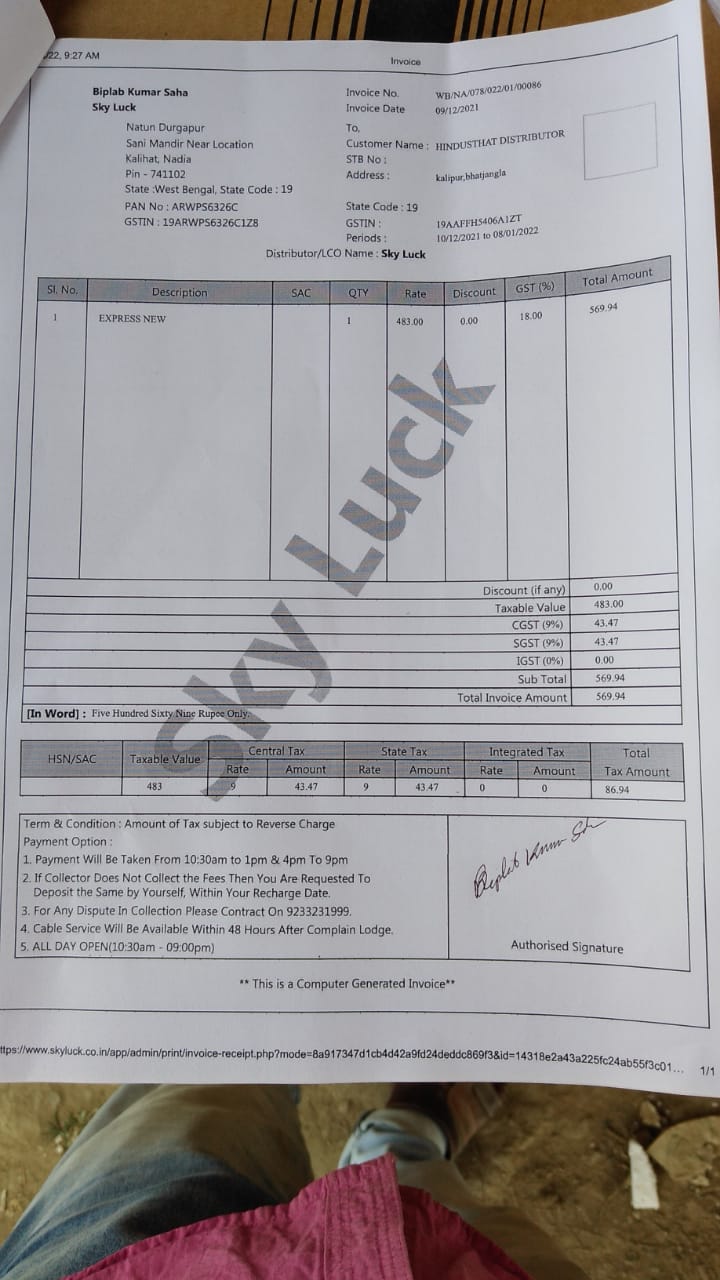 022, 9:27 AM
Invoice
Biplab Kumar Saha
Sky Luck
Natun Durgapur
Sani Mandir Near Location
Kalihat, Nadia
Pin - 741102
State :West Bengal, State Code : 19
PAN No : ARWPS6326C
GSTIN : 19ARWPS6326C1Z8
Invoice No. WB/NA/078/022/01/00086
Invoice Date 09/12/2021
To,
Customer Name : HINDUSTHAT DISTRIBUTOR
STB No :
Address : kalipur,bhatjangla
State Code : 19
GSTIN : 19AAFFH5406A1ZT
Periods : 10/12/2021 to 08/01/2022
Distributor/LCO Name : Sky Luck
Sl. No. Description SAC QTY Rate Discount GST (%) Total Amount
1 EXPRESS NEW 1 483.00 0.00 18.00 569.94
Sky Luck
Discount (if any) 0.00
Taxable Value 483.00
CGST (9%) 43.47
SGST (9%) 43.47
IGST (0%) 0.00
Sub Total 569.94
Total Invoice Amount 569.94
[In Word] : Five Hundred Sixty Nine Rupee Only.
HSN/SAC Taxable Value Central Tax State Tax Integrated Tax Total Tax Amount
Rate Amount Rate Amount Rate Amount
483 9 43.47 9 43.47 0 0 86.94
Term & Condition : Amount of Tax subject to Reverse Charge
Payment Option :
1. Payment Will Be Taken From 10:30am to 1pm & 4pm To 9pm
2. If Collector Does Not Collect the Fees Then You Are Requested To
Deposit the Same by Yourself, Within Your Recharge Date.
3. For Any Dispute In Collection Please Contract On 9233231999.
4. Cable Service Will Be Available Within 48 Hours After Complain Lodge.
5. ALL DAY OPEN(10:30am - 09:00pm)
Biplab Kumar Sh
Authorised Signature
** This is a Computer Generated Invoice**
ttps://www.skyluck.co.in/app/admin/print/invoice-receipt.php?mode=8a917347d1cb4d42a9fd24deddc869f3&id=14318e2a43a225fc24ab55f3c01...
1/1